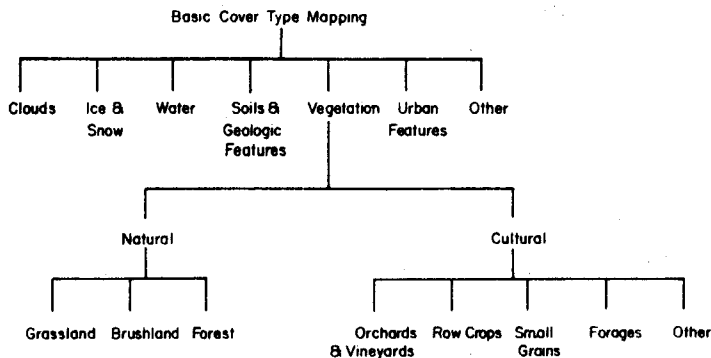 Basic Cover Type Mapping
Clouds
Ice &
Snow
Water
Soils &
Geologic
Features
Vegetation
Urban
Features
Other
Natural
Cultural
Grassland
Brushland
Forest
Orchards
& Vineyards
Row Crops
Small
Grains
Forages
Other